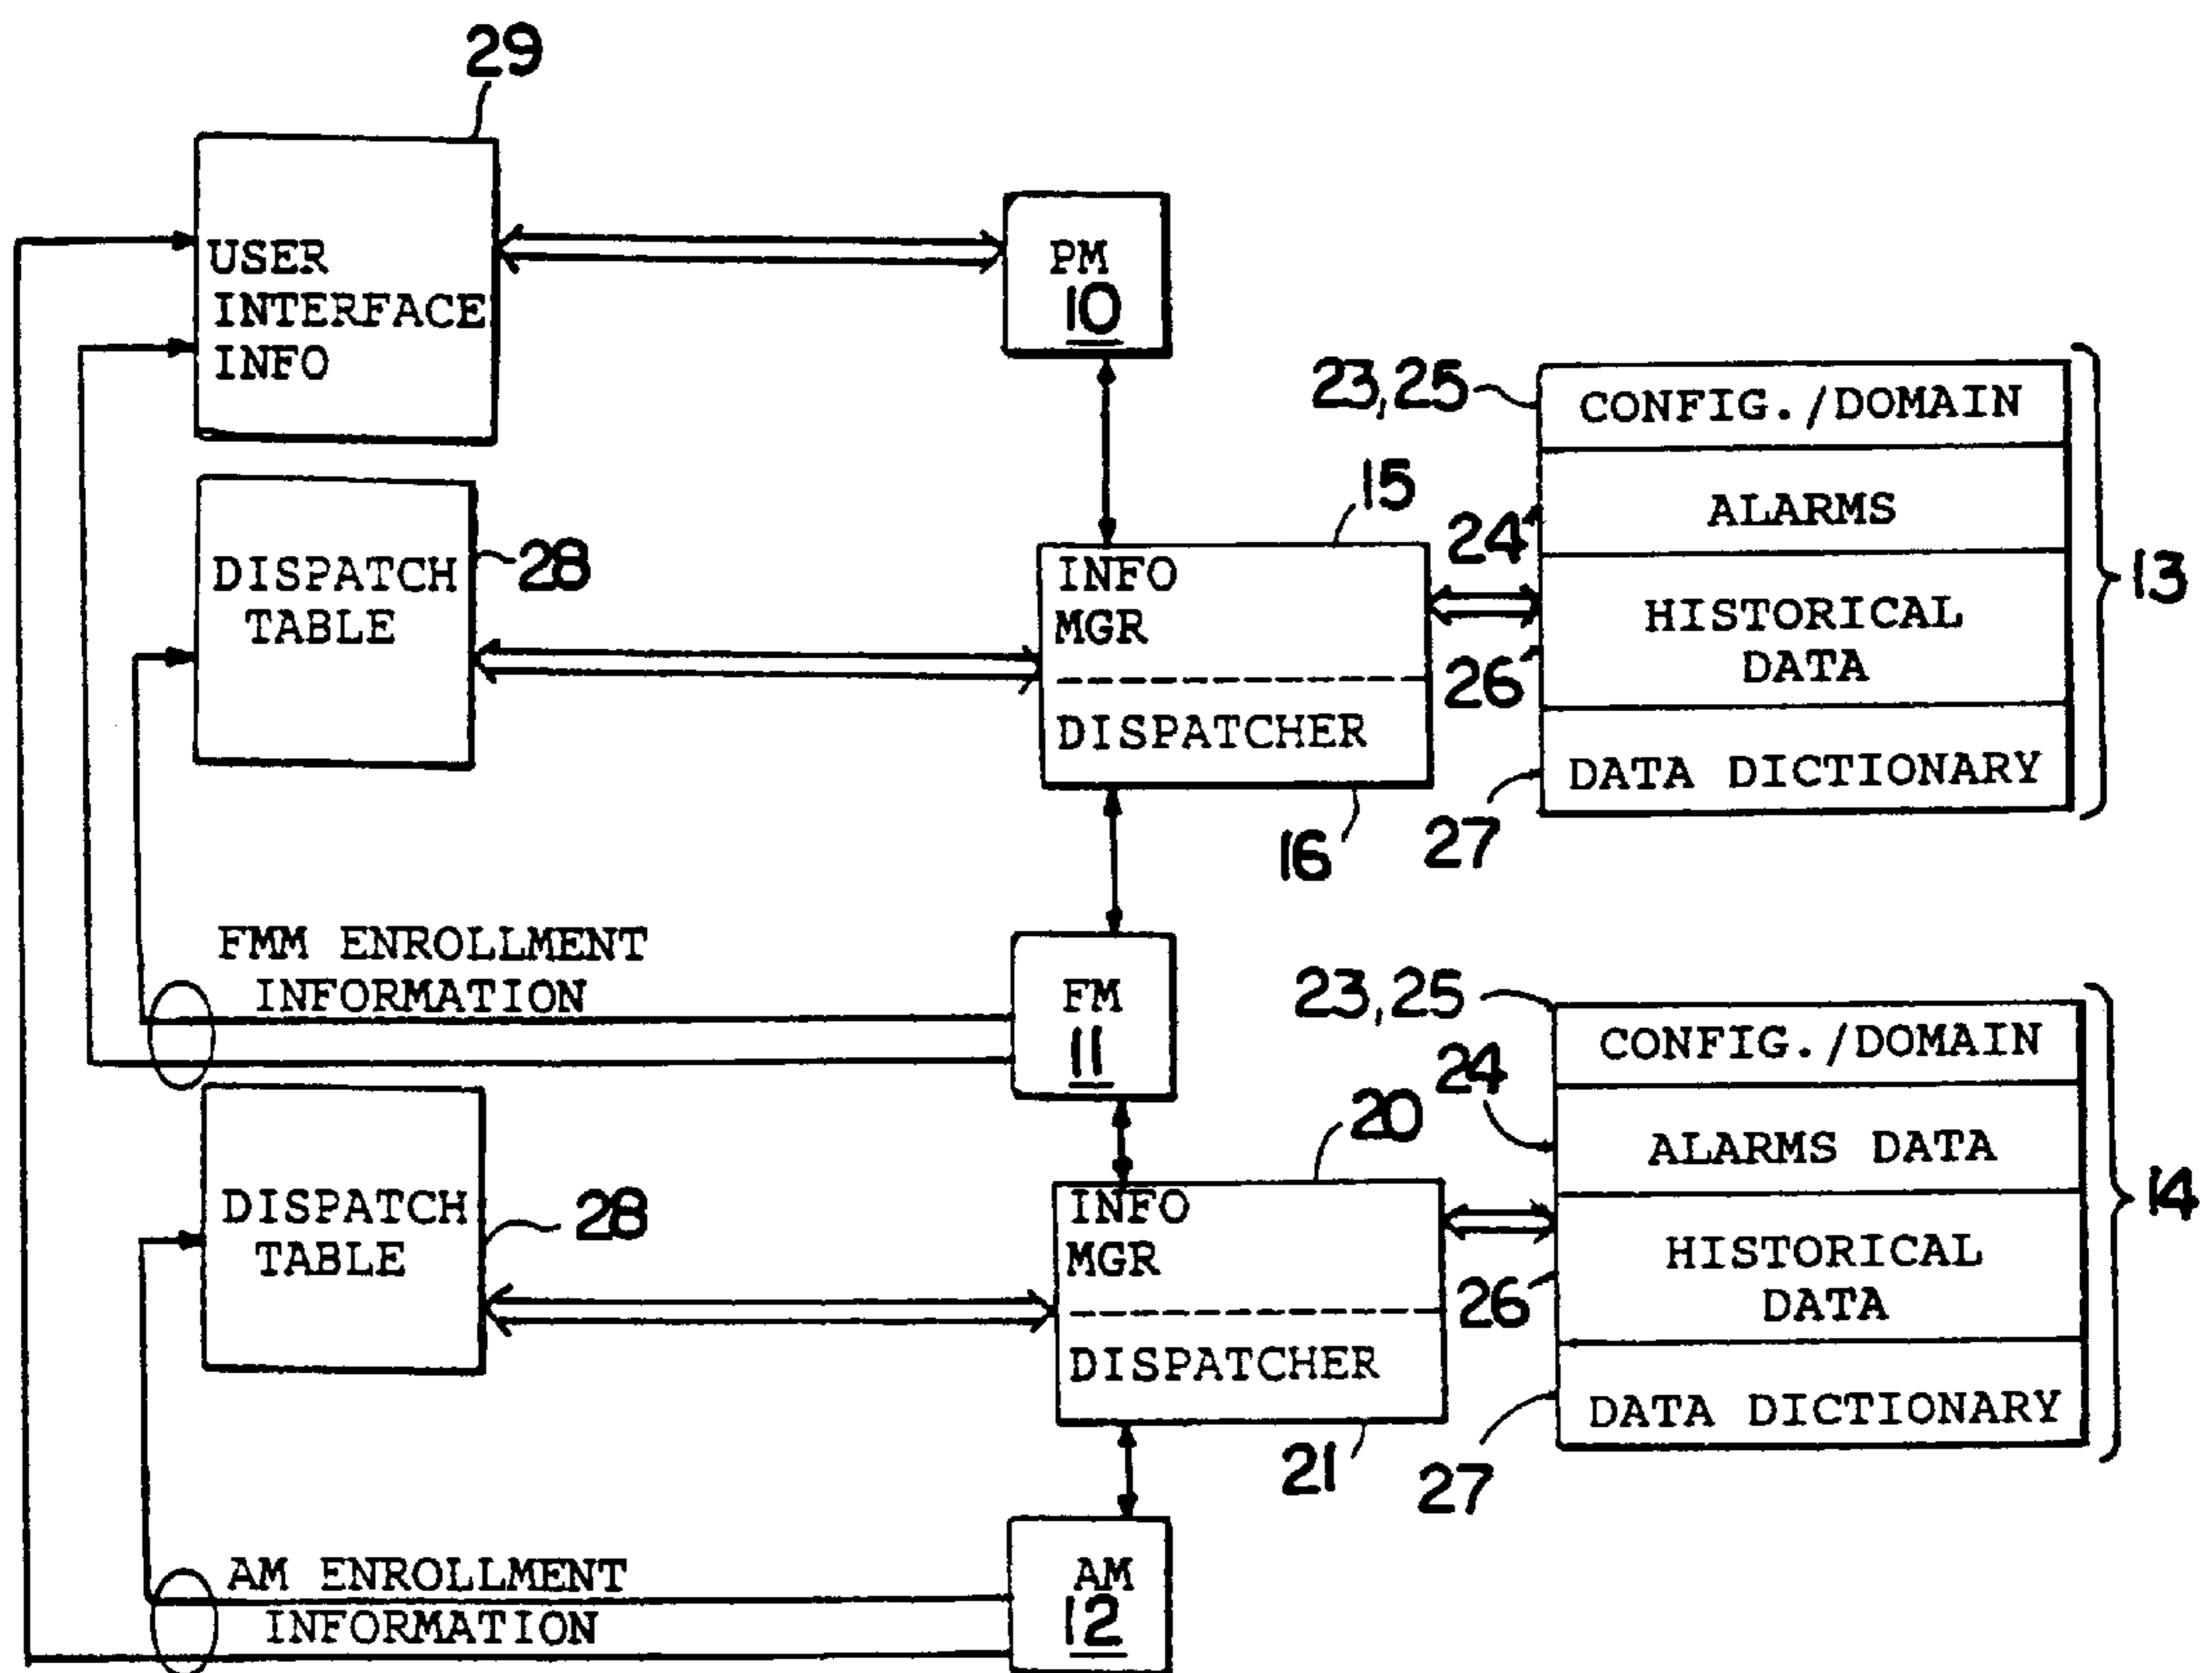 29
USER
INTERFACE
INFO
PM
10
23,25
CONFIG./DOMAIN
ALARMS
HISTORICAL
DATA
DATA DICTIONARY
13
24
26
27
15
INFO
MGR
DISPATCHER
16
DISPATCH
TABLE
28
FMM ENROLLMENT
INFORMATION
FM
11
23,25
CONFIG./DOMAIN
24
ALARMS DATA
HISTORICAL
DATA
DATA DICTIONARY
14
26
27
20
INFO
MGR
DISPATCHER
21
DISPATCH
TABLE
28
AM ENROLLMENT
INFORMATION
AM
12